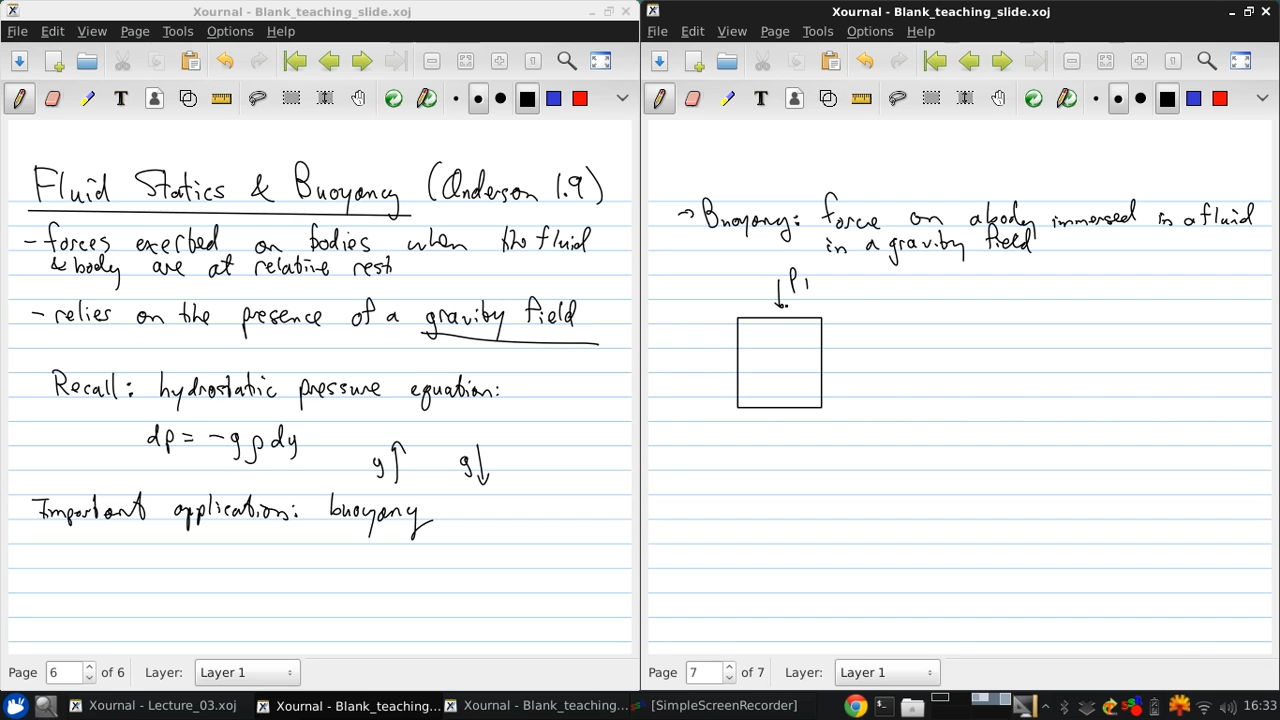 Xournal - Blank_teaching_slide.xoj
File Edit View Page Tools Options Help
Fluid Statics & Buoyancy (Anderson 1.9)
- forces exerted on bodies when the fluid
& body are at relative rest
- relies on the presence of a gravity field
Recall: hydrostatic pressure equation:
dp = -gρdy
y↑ g↓
Important application: buoyancy
Page 6 of 6 Layer: Layer 1
Xournal - Blank_teaching_slide.xoj
File Edit View Page Tools Options Help
→ Buoyancy: force on a body immersed in a fluid
in a gravity field
↓ P1
Page 7 of 7 Layer: Layer 1
Xournal - Lecture_03.xoj Xournal - Blank_teaching... Xournal - Blank_teaching... [SimpleScreenRecorder] 16:33